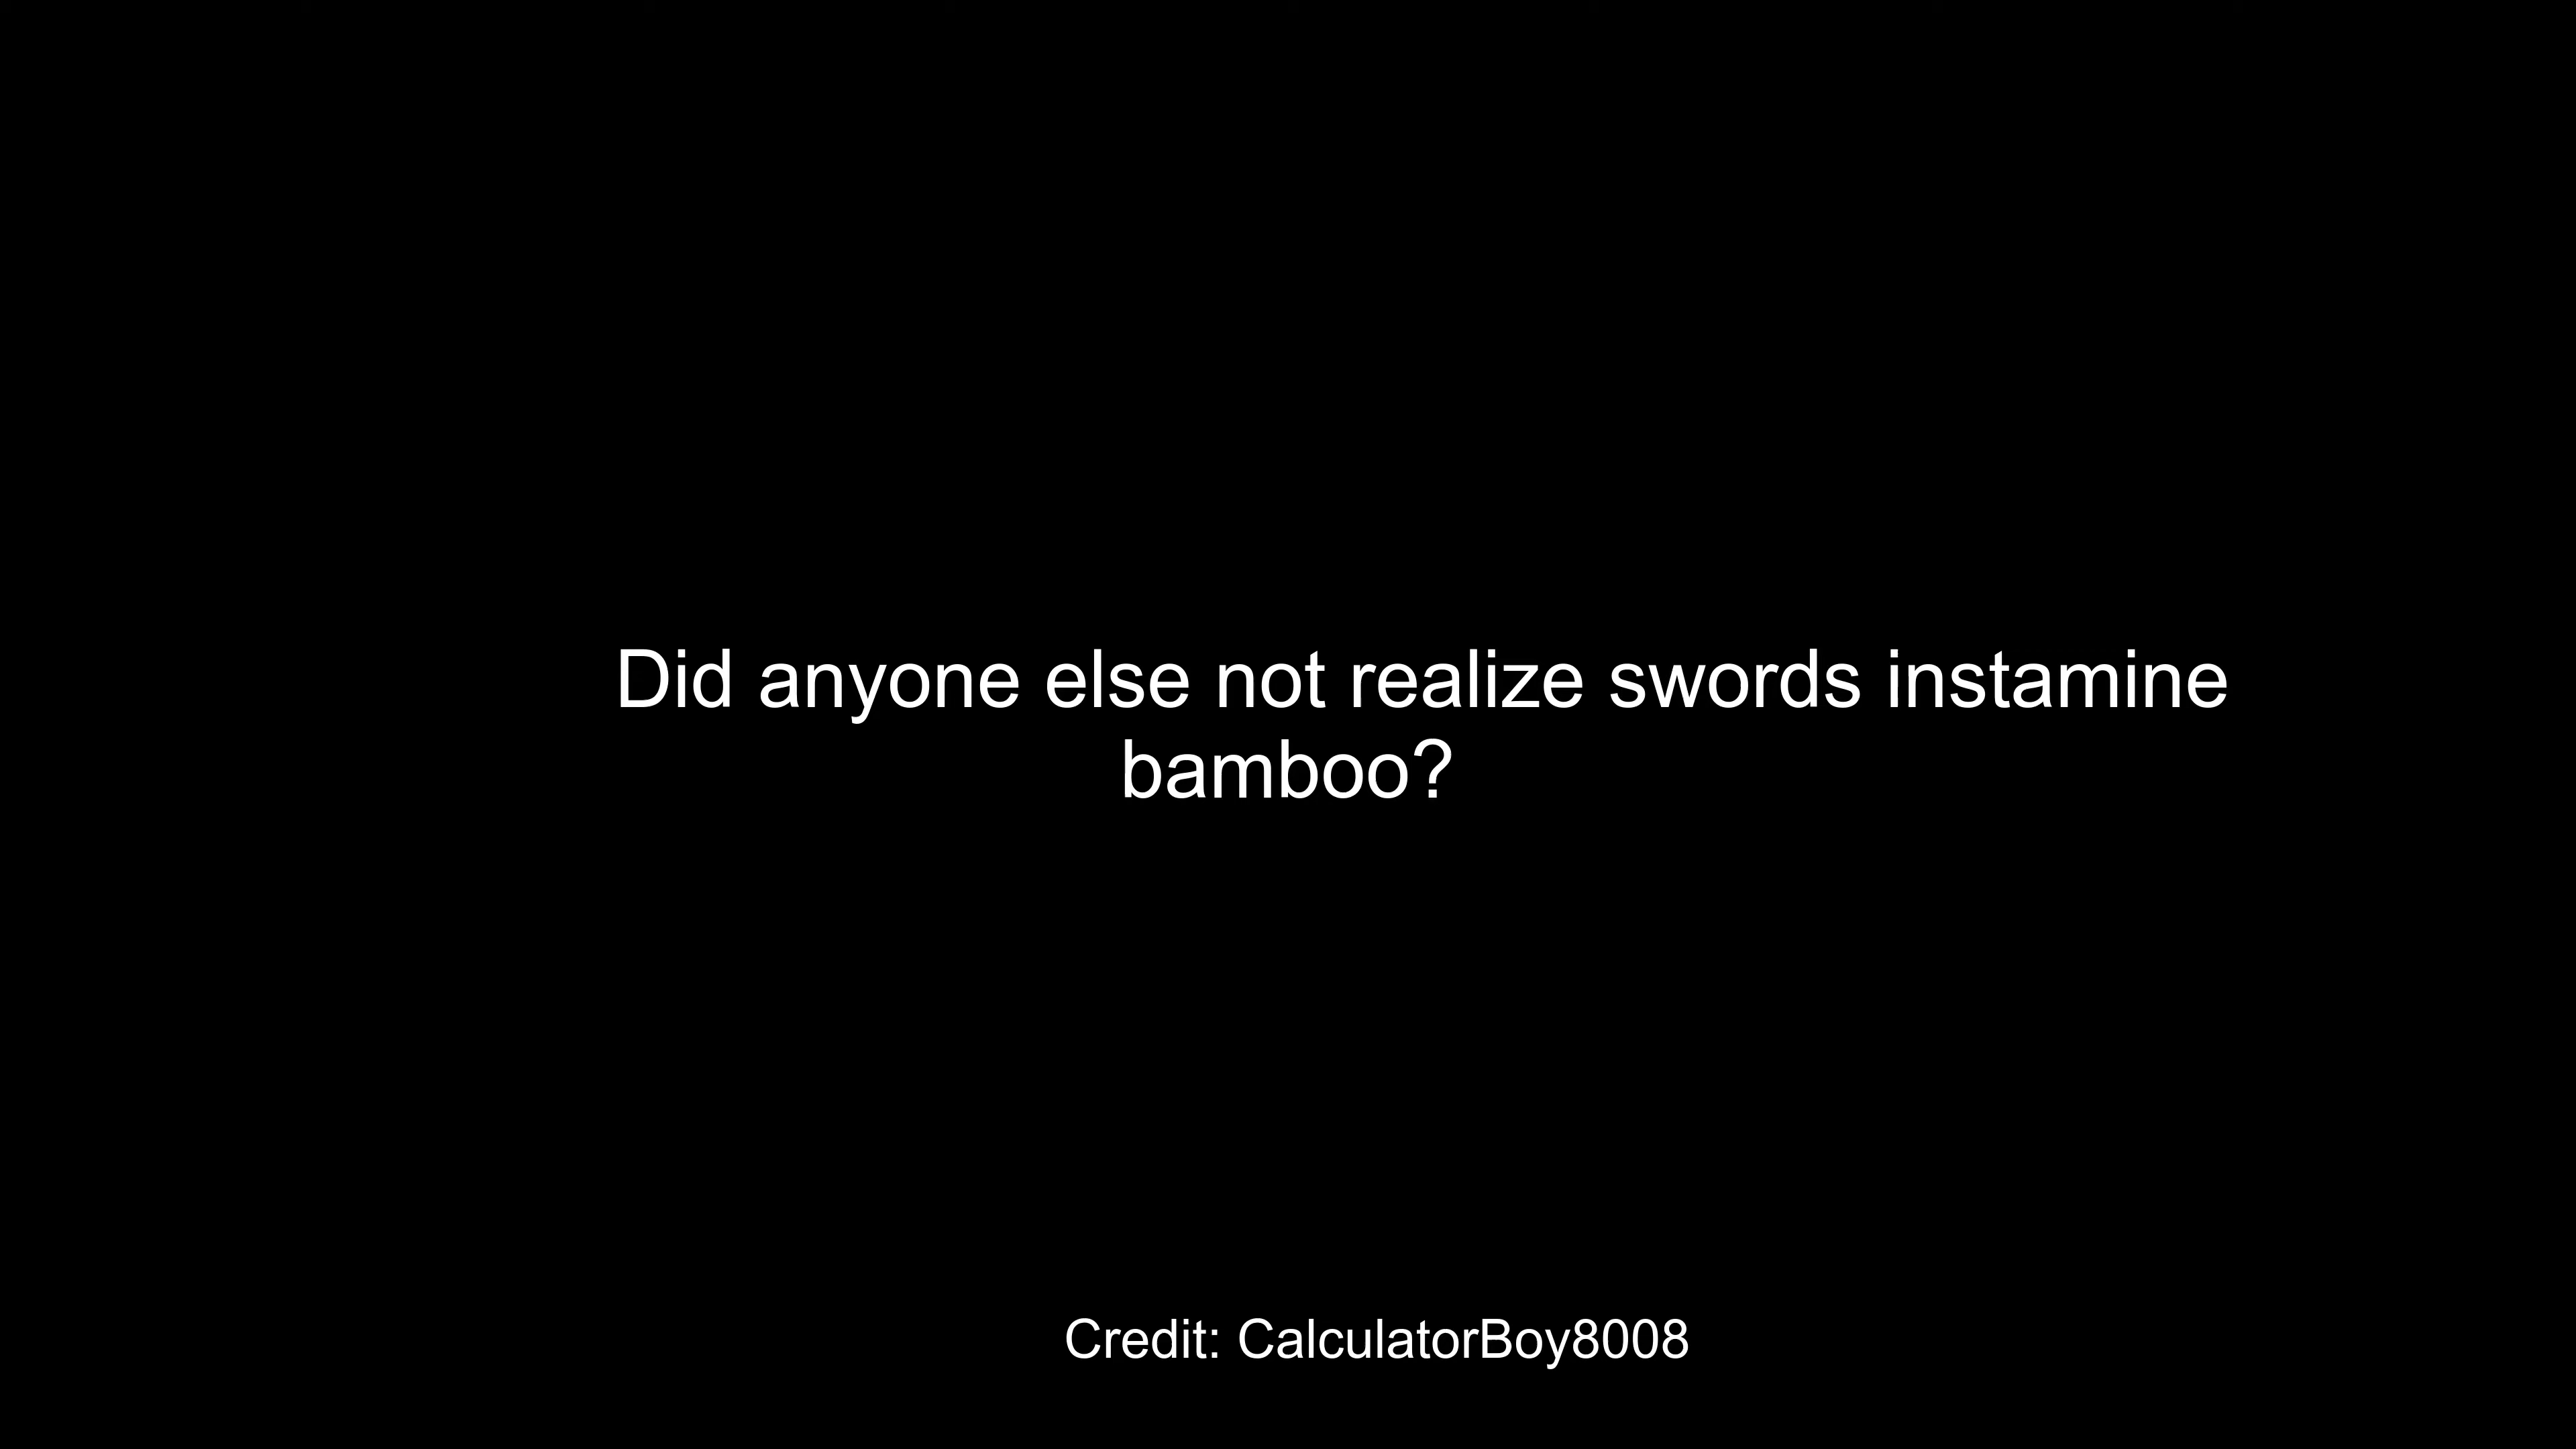 Did anyone else not realize swords instamine
bamboo?
Credit: CalculatorBoy8008